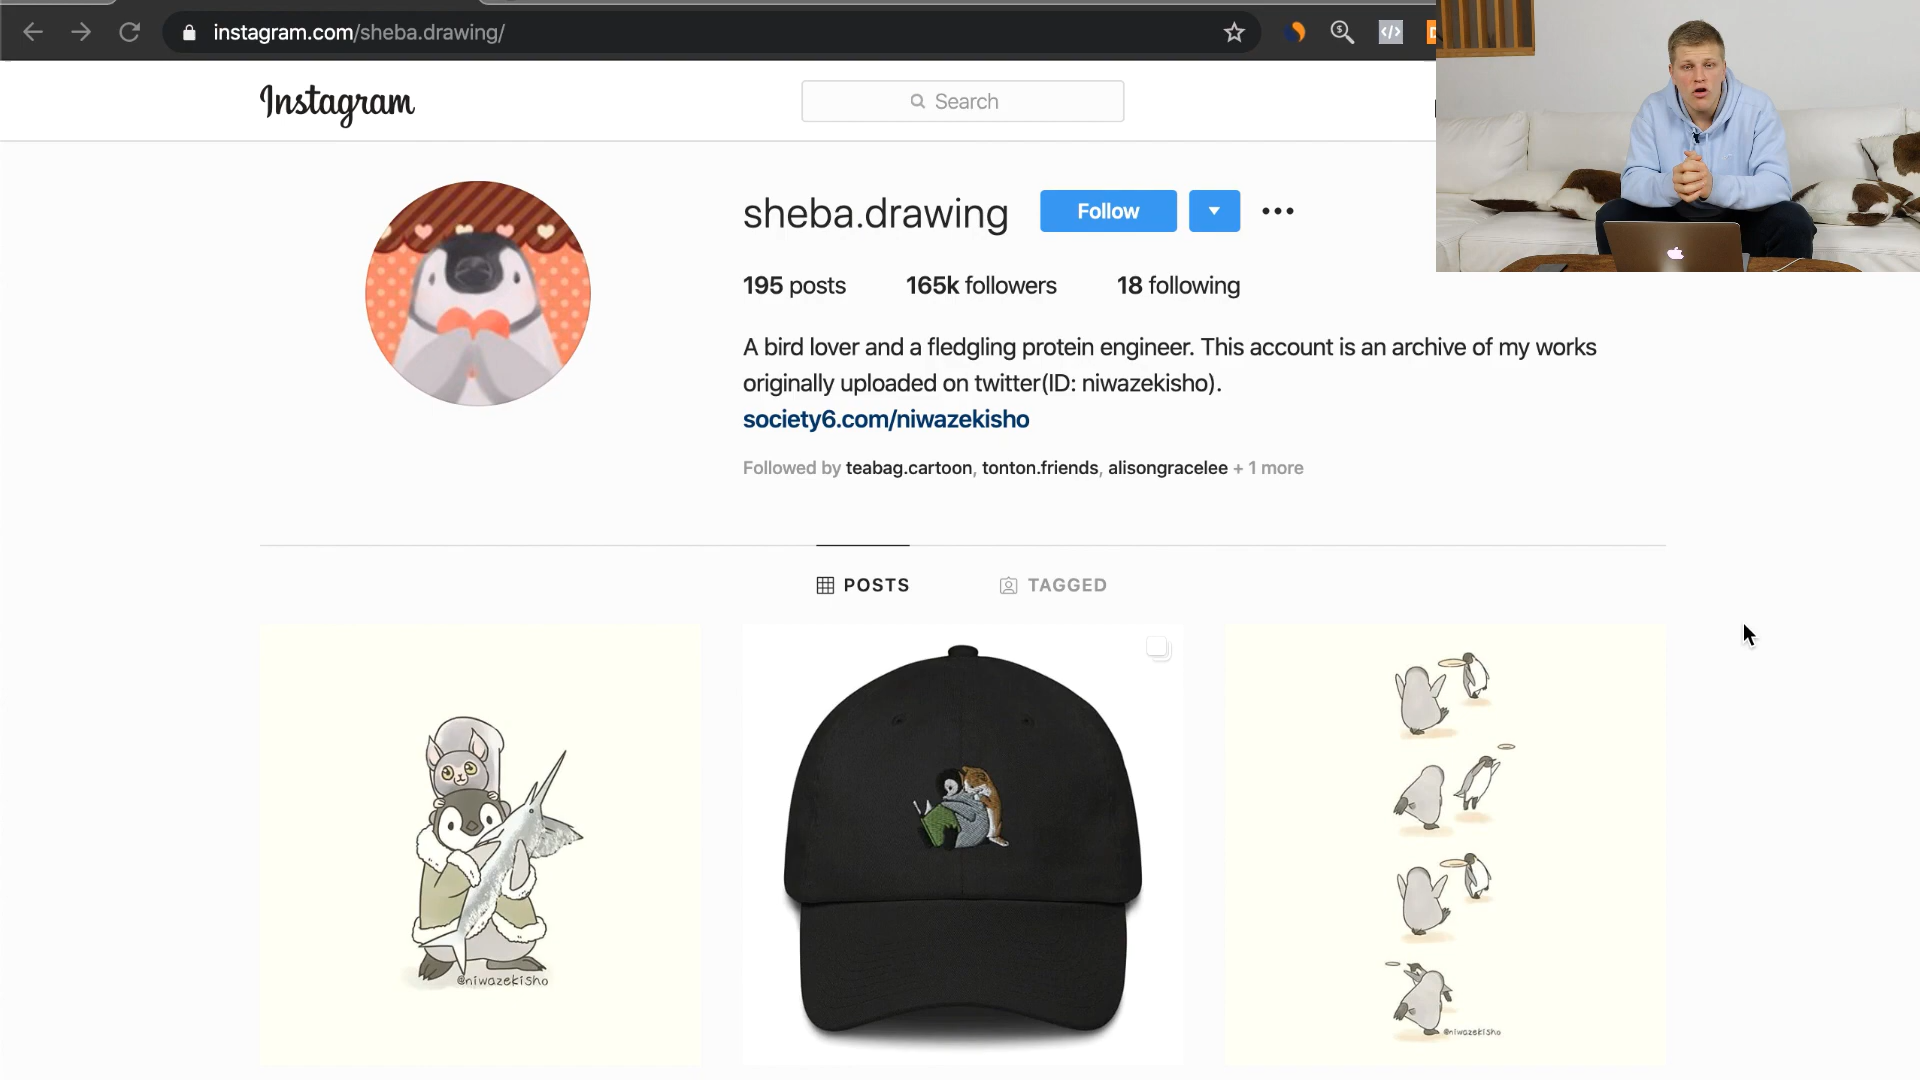 instagram.com/sheba.drawing/
Instagram
Search
sheba.drawing
Follow
195 posts
165k followers
18 following
A bird lover and a fledgling protein engineer. This account is an archive of my works
originally uploaded on twitter(ID: niwazekisho).
society6.com/niwazekisho
Followed by teabag.cartoon, tonton.friends, alisongracelee + 1 more
POSTS
TAGGED
@niwazekisho
@niwazekisho